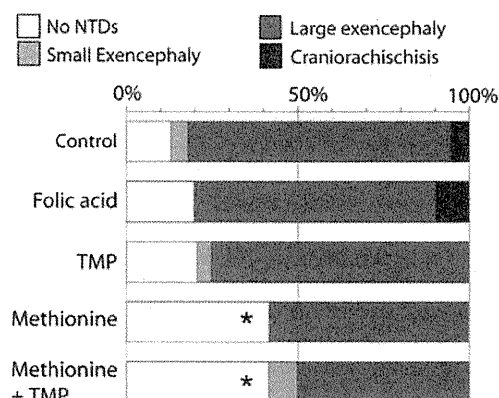 No NTDs
Large exencephaly
Small Exencephaly
Craniorachischisis
0%
50%
100%
Control
Folic acid
TMP
Methionine
*
Methionine
*
+ TMP